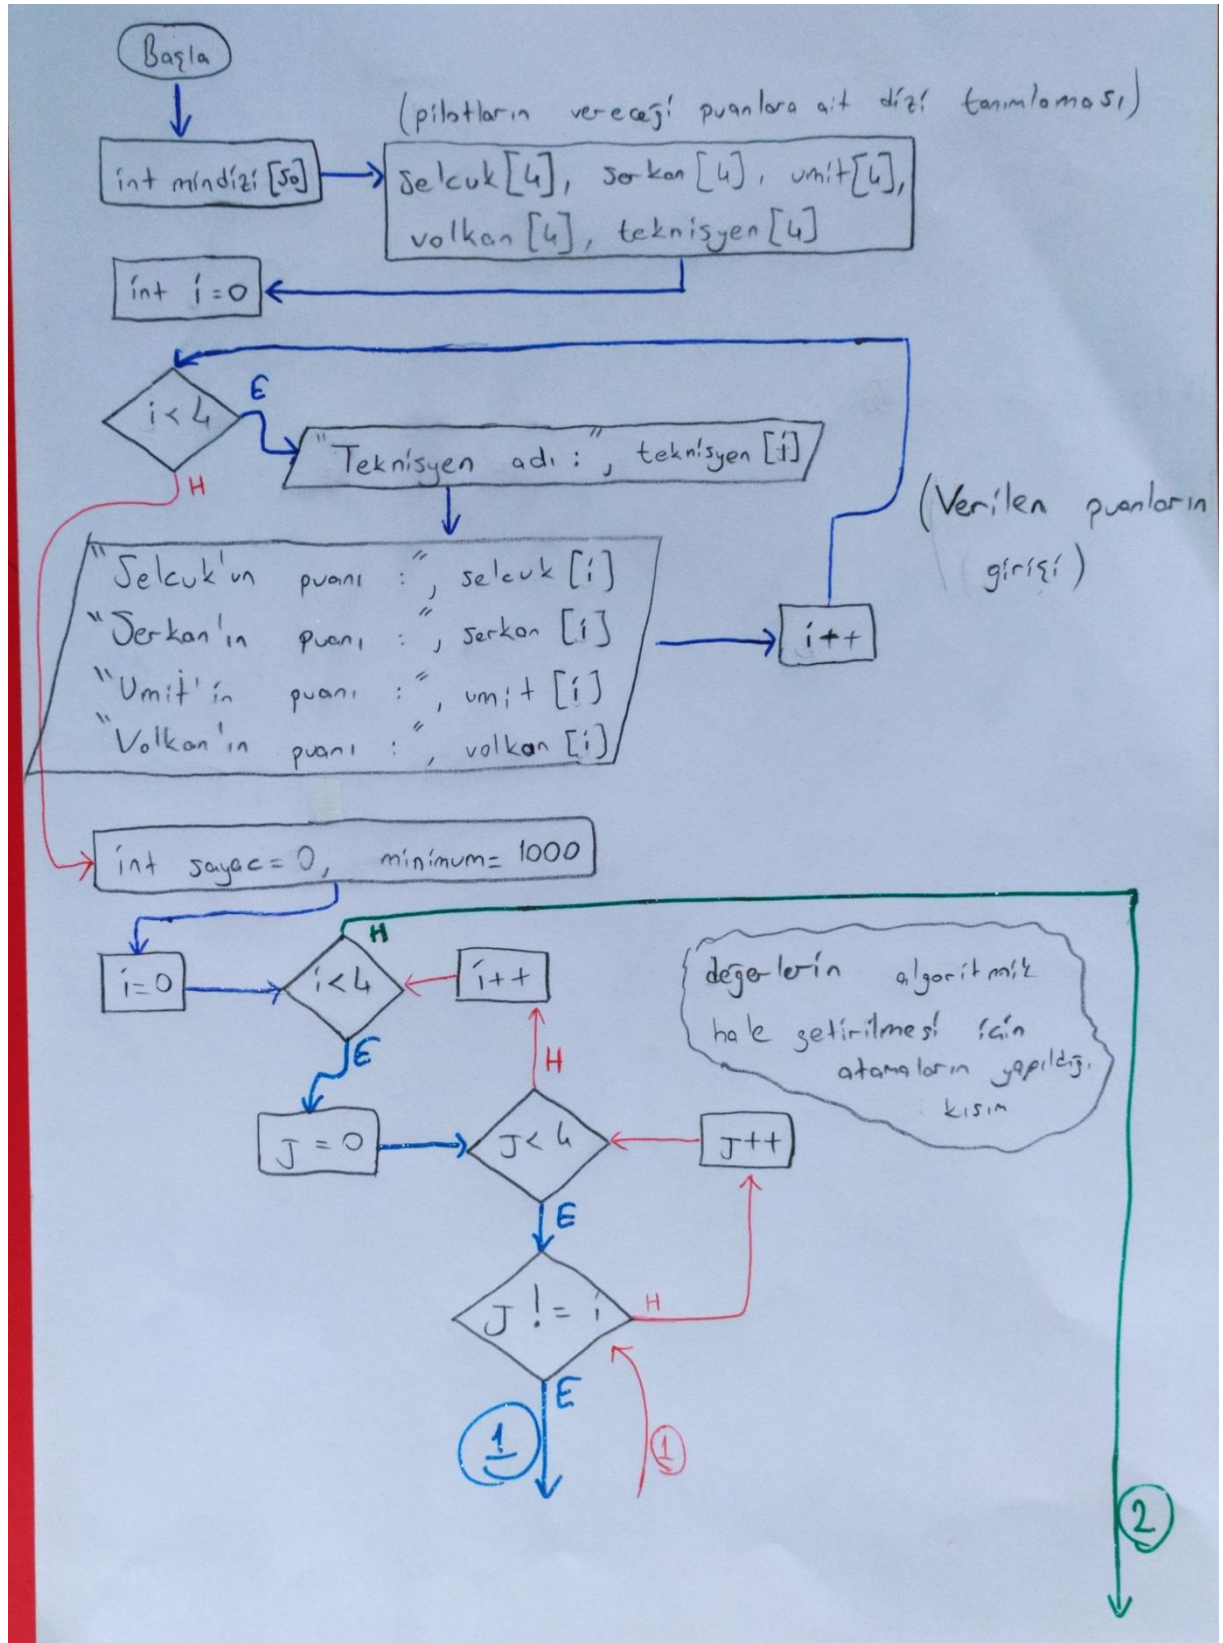 Başla
(pilotların vereceği puanlara ait dizi tanımlaması)
int mindizi[50]
selcuk[4], serkan[4], umit[4],
volkan[4], teknisyen[4]
int i=0
i<4
E
H
"Teknisyen adı:", teknisyen[i]
(Verilen puanların
girişi)
"Selcuk'un puanı :", selcuk[i]
"Serkan'ın puanı :", serkan[i]
"Umit'in puanı :", umit[i]
"Volkan'ın puanı :", volkan[i]
i++
int sayac=0, minimum=1000
H
i=0
i<4
i++
değerlerin algoritmik
hale getirilmesi için
atamaların yapıldığı
kısım
E
H
J=0
J<4
J++
E
J != i
H
E
1
1
2